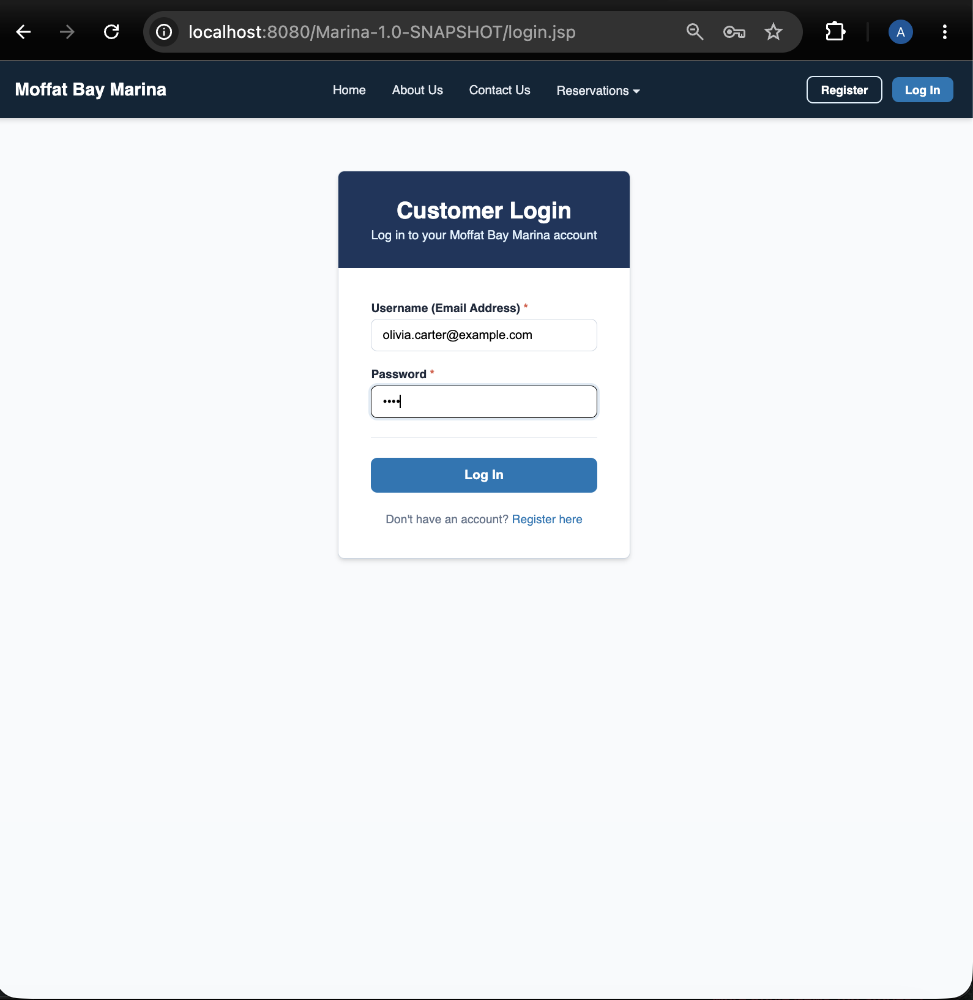 localhost:8080/Marina-1.0-SNAPSHOT/login.jsp
A
Moffat Bay Marina
Home
About Us
Contact Us
Reservations
Register
Log In
Customer Login
Log in to your Moffat Bay Marina account
Username (Email Address) *
olivia.carter@example.com
Password *
••••
Log In
Don't have an account? Register here